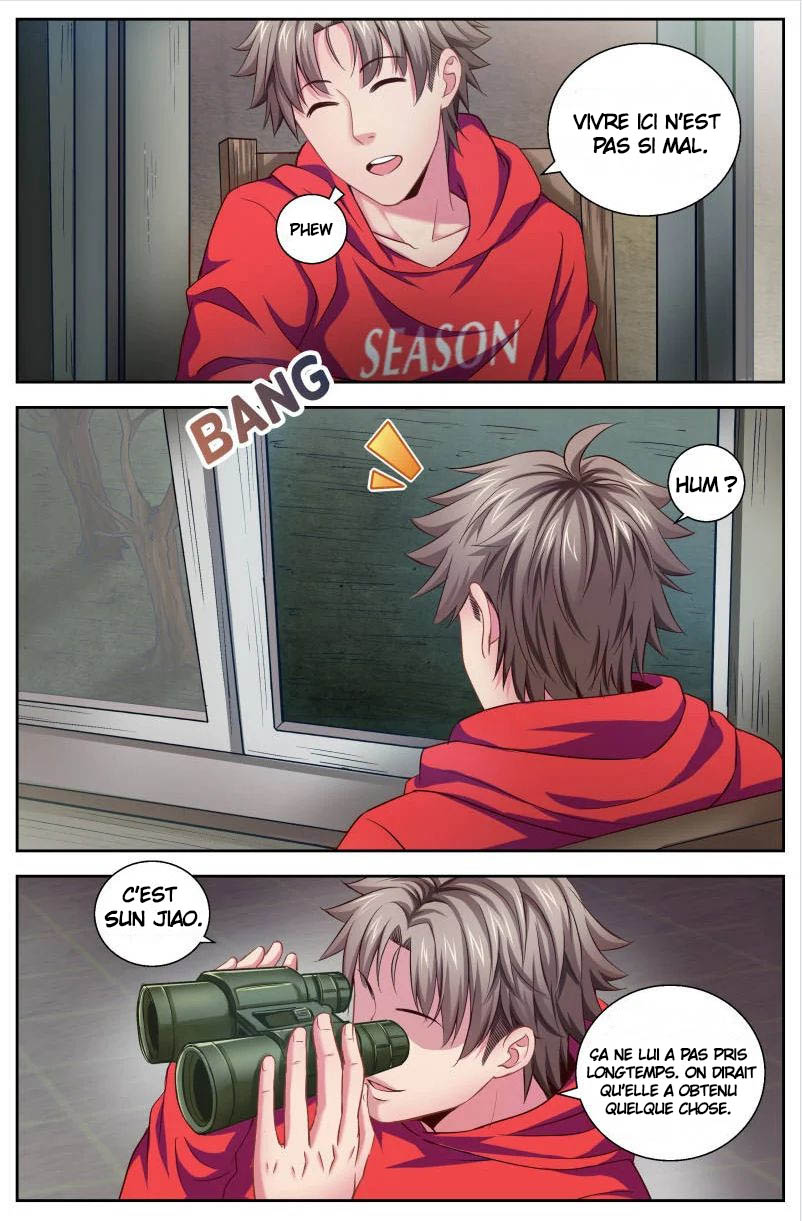 VIVRE ICI N'EST
PAS SI MAL.
PHEW
SEASON
BANG
HUM ?
C'EST
SUN JIAO.
ÇA NE LUI A PAS PRIS
LONGTEMPS. ON DIRAIT
QU'ELLE A OBTENU
QUELQUE CHOSE.